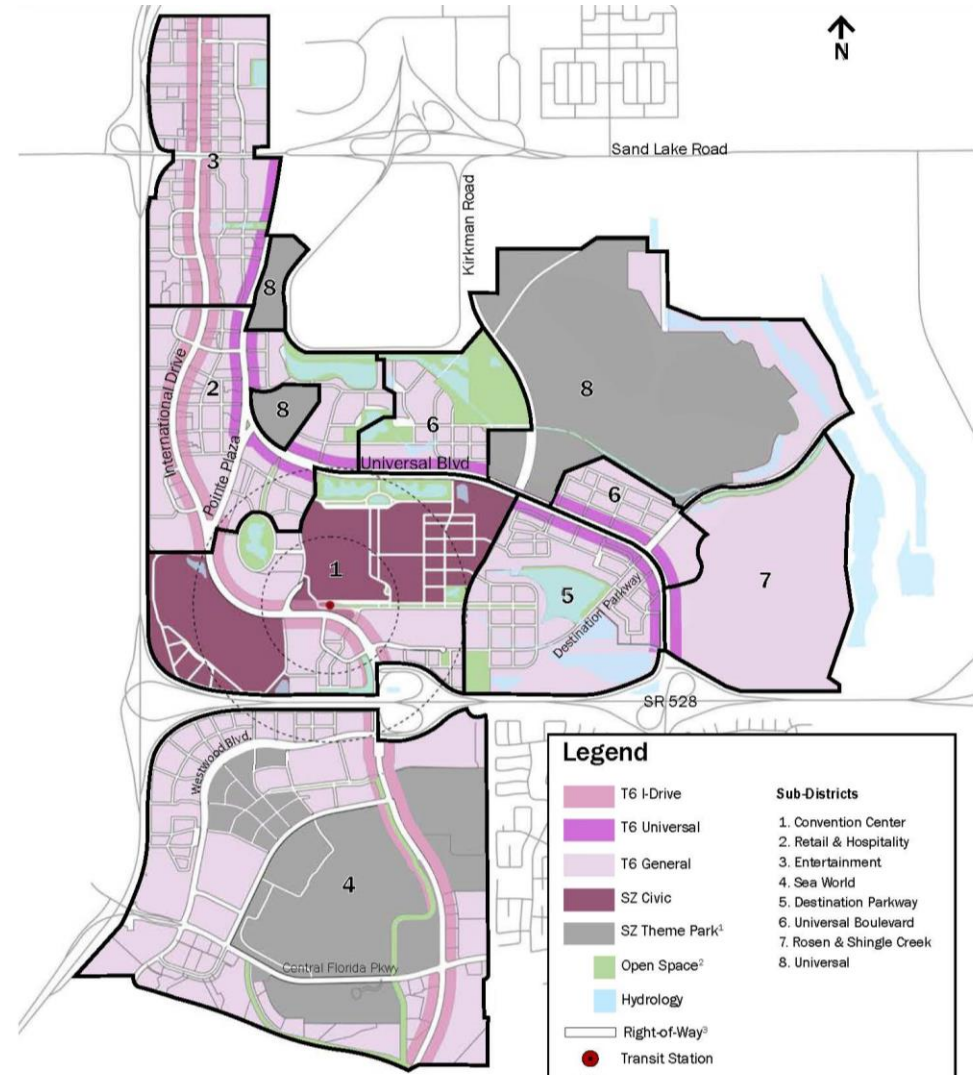 N
Sand Lake Road
3
Kirkman Road
8
International Drive
2
8
8
Pointe Plaza
6
Universal Blvd
6
1
7
5
Destination Parkway
SR 528
Westwood Blvd.
4
Central Florida Pkwy
Legend
T6 I-Drive
T6 Universal
T6 General
SZ Civic
SZ Theme Park¹
Open Space²
Hydrology
Right-of-Way³
Transit Station
Sub-Districts
1. Convention Center
2. Retail & Hospitality
3. Entertainment
4. Sea World
5. Destination Parkway
6. Universal Boulevard
7. Rosen & Shingle Creek
8. Universal